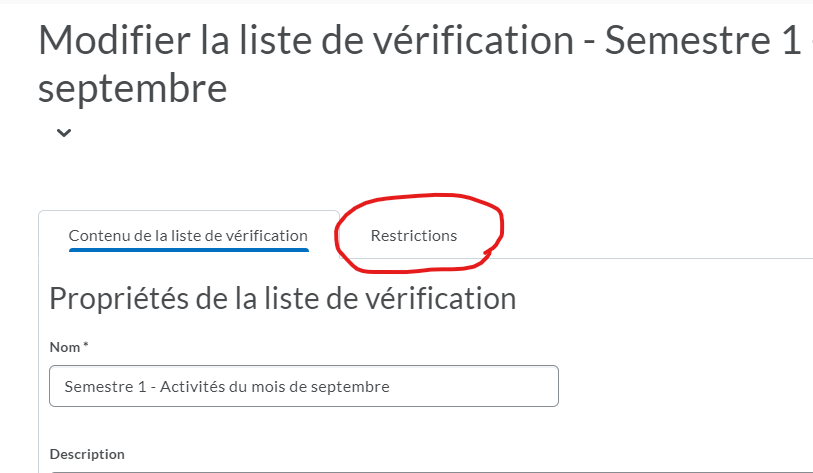 Modifier la liste de vérification - Semestre 1 -
septembre
Contenu de la liste de vérification
Restrictions
Propriétés de la liste de vérification
Nom *
Semestre 1 - Activités du mois de septembre
Description